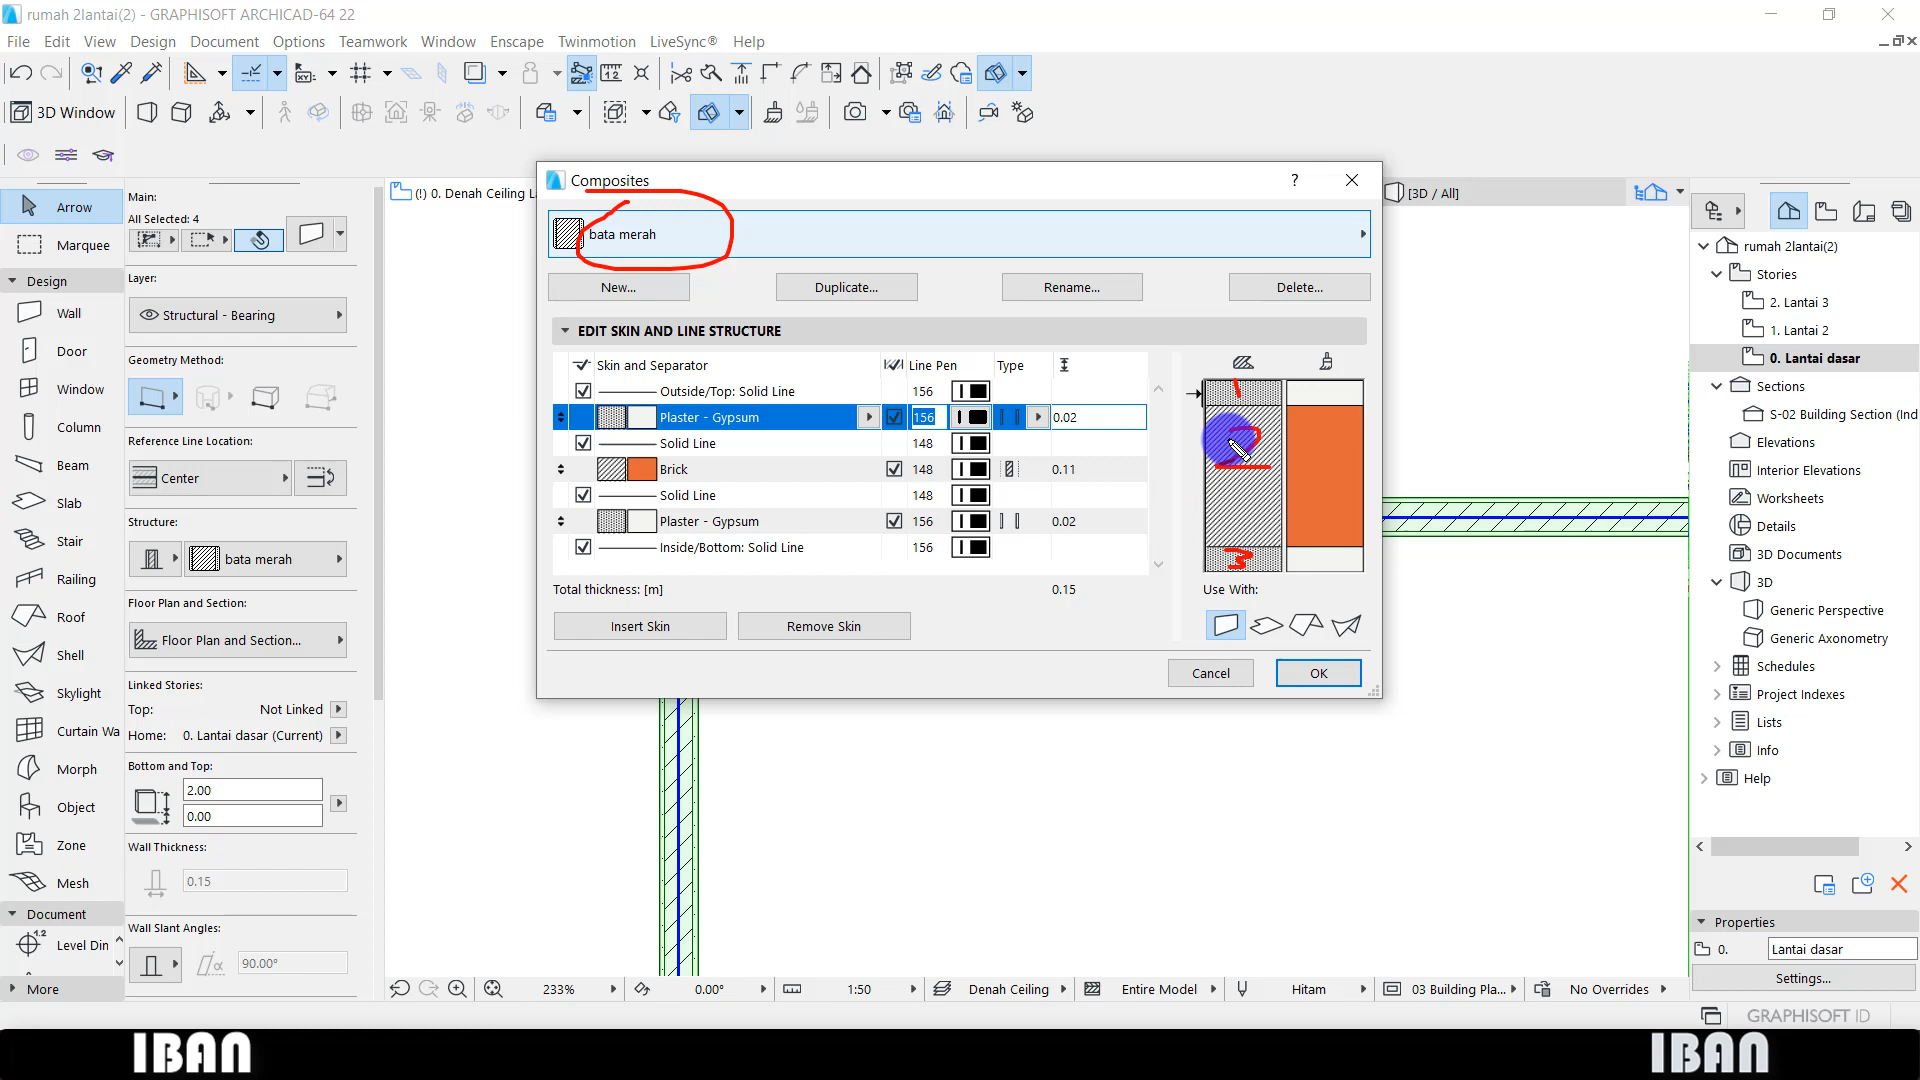 rumah 2lantai(2) - GRAPHISOFT ARCHICAD-64 22
File Edit View Design Document Options Teamwork Window Enscape Twinmotion LiveSync® Help
3D Window
Arrow
Marquee
Design
Wall
Door
Window
Column
Beam
Slab
Stair
Railing
Roof
Shell
Skylight
Curtain Wa
Morph
Object
Zone
Mesh
Document
Level Din
More
Main:
All Selected: 4
Layer:
Structural - Bearing
Geometry Method:
Reference Line Location:
Center
Structure:
bata merah
Floor Plan and Section:
Floor Plan and Section...
Linked Stories:
Top: Not Linked
Home: 0. Lantai dasar (Current)
Bottom and Top:
2.00
0.00
Wall Thickness:
0.15
Wall Slant Angles:
90.00°
(!) 0. Denah Ceiling La
[3D / All]
Composites
?
bata merah
New... Duplicate... Rename... Delete...
EDIT SKIN AND LINE STRUCTURE
Skin and Separator Line Pen Type
Outside/Top: Solid Line 156
Plaster - Gypsum 156 0.02
Solid Line 148
Brick 148 0.11
Solid Line 148
Plaster - Gypsum 156 0.02
Inside/Bottom: Solid Line 156
Total thickness: [m] 0.15
Insert Skin Remove Skin
1
2
3
Use With:
Cancel OK
rumah 2lantai(2)
Stories
2. Lantai 3
1. Lantai 2
0. Lantai dasar
Sections
S-02 Building Section (Ind
Elevations
Interior Elevations
Worksheets
Details
3D Documents
3D
Generic Perspective
Generic Axonometry
Schedules
Project Indexes
Lists
Info
Help
Properties
0. Lantai dasar
Settings...
233% 0.00° 1:50 Denah Ceiling Entire Model Hitam 03 Building Pla... No Overrides
GRAPHISOFT ID
IBAN IBAN